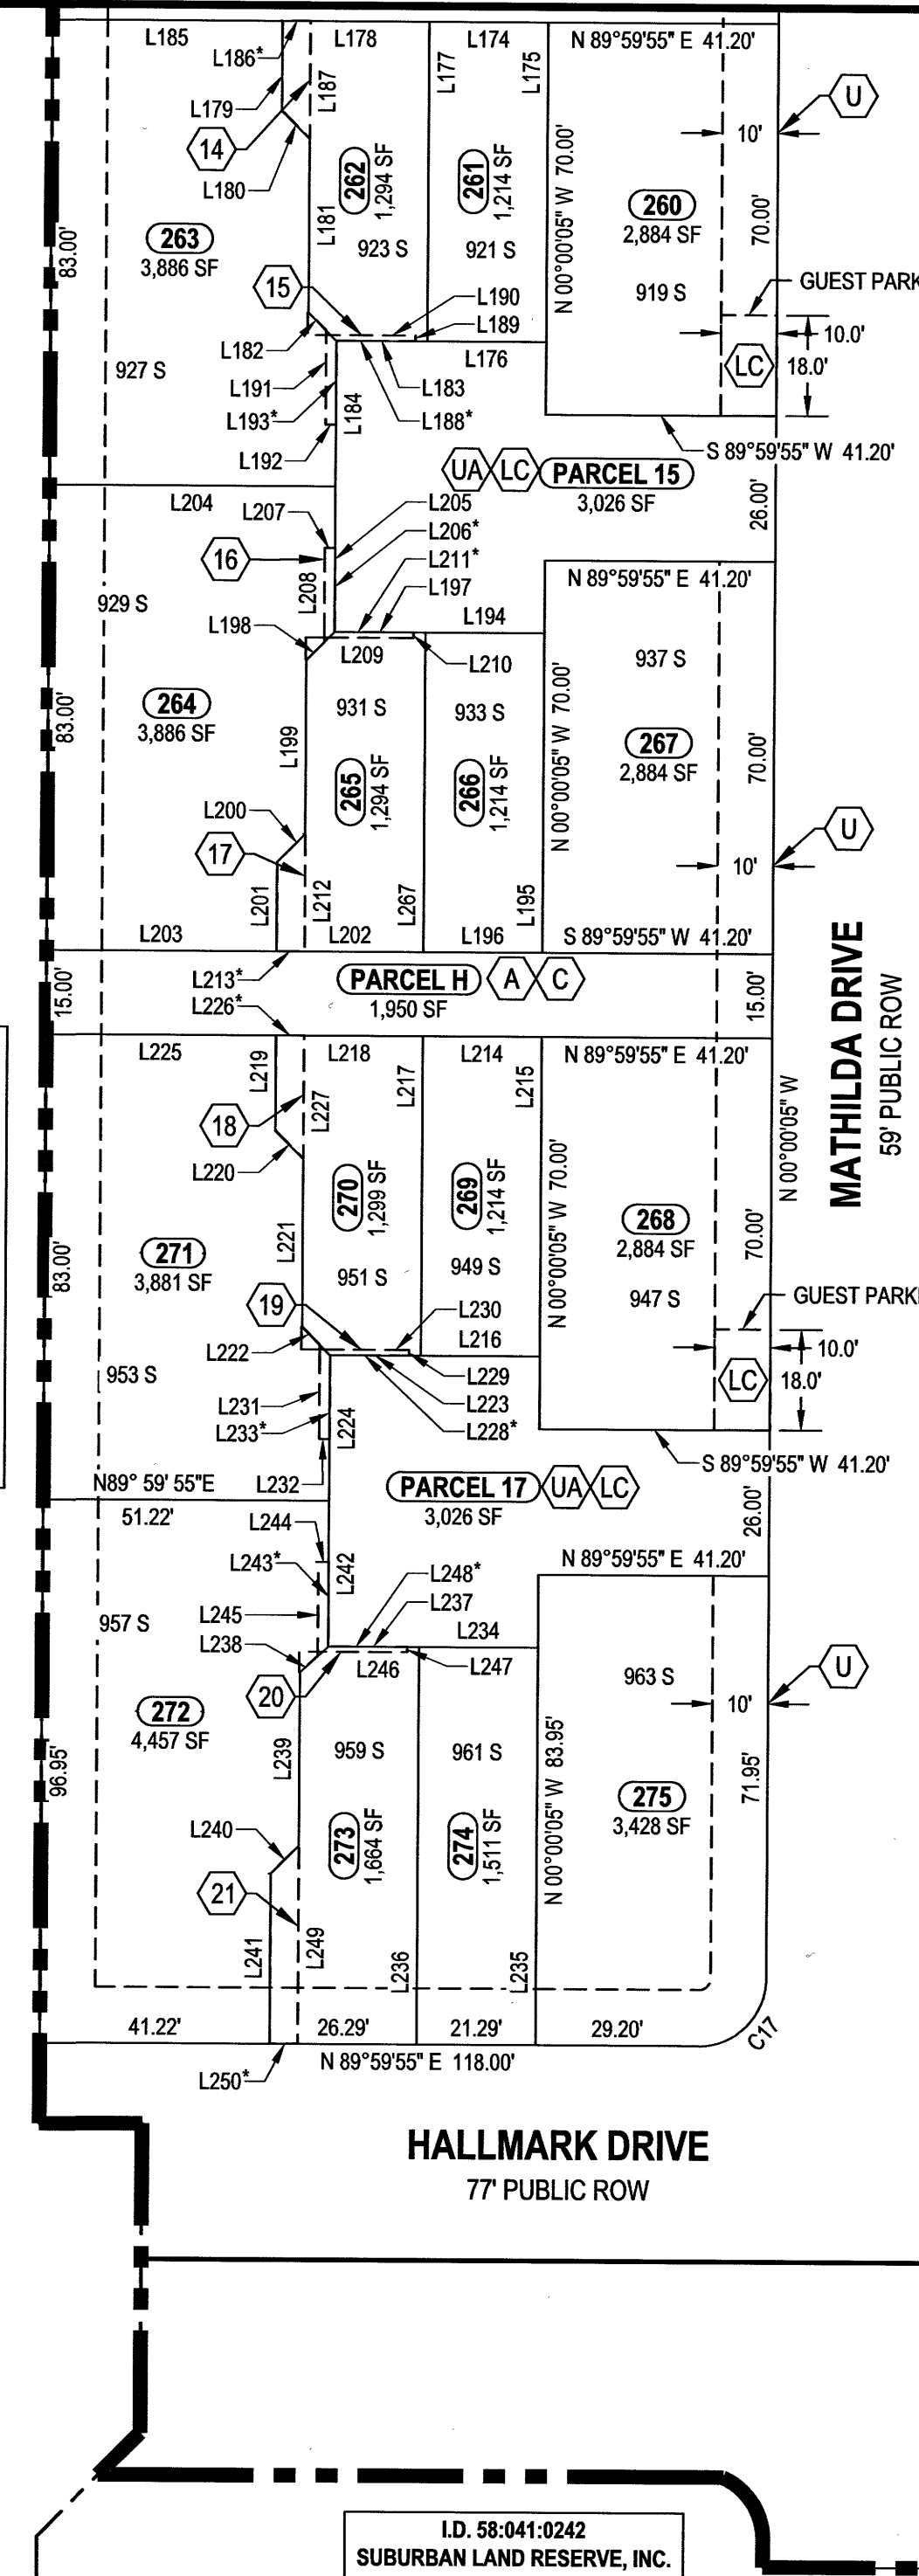 L185
L186*
L178
L174
N 89°59'55" E 41.20'
L179
L187
L177
L175
U
10'
14
L180
L181
262
1,294 SF
923 S
261
1,214 SF
921 S
N 00°00'05" W 70.00'
260
2,884 SF
919 S
70.00'
263
3,886 SF
83.00'
927 S
15
L190
L189
GUEST PARK
10.0'
LC
18.0'
L182
L176
L191
L183
L193*
L184
L188*
L192
S 89°59'55" W 41.20'
UA
LC
PARCEL 15
3,026 SF
26.00'
L204
L207
L205
L206*
16
L211*
L208
L197
N 89°59'55" E 41.20'
929 S
L198
L194
L209
L210
937 S
264
3,886 SF
83.00'
931 S
933 S
L199
265
1,294 SF
266
1,214 SF
N 00°00'05" W 70.00'
267
2,884 SF
70.00'
L200
17
U
10'
L201
L212
L267
L195
L203
L202
L196
S 89°59'55" W 41.20'
15.00'
L213*
PARCEL H
A
C
1,950 SF
L226*
15.00'
MATHILDA DRIVE
59' PUBLIC ROW
N 00°00'05" W
L225
L219
L218
L217
L214
L215
N 89°59'55" E 41.20'
18
L227
L220
L221
270
1,299 SF
951 S
269
1,214 SF
949 S
N 00°00'05" W 70.00'
268
2,884 SF
947 S
70.00'
271
3,881 SF
83.00'
953 S
19
L230
L216
L229
GUEST PARK
10.0'
LC
18.0'
L222
L231
L223
L233*
L224
L228*
L232
S 89°59'55" W 41.20'
N89° 59' 55"E
51.22'
PARCEL 17
UA
LC
3,026 SF
26.00'
L244
L243*
L242
L248*
N 89°59'55" E 41.20'
957 S
L245
L237
L238
L234
L246
L247
20
963 S
U
10'
272
4,457 SF
96.95'
L239
959 S
961 S
L240
273
1,664 SF
274
1,511 SF
N 00°00'05" W 83.95'
275
3,428 SF
71.95'
21
L241
L249
L236
L235
41.22'
26.29'
21.29'
29.20'
C17
N 89°59'55" E 118.00'
L250*
HALLMARK DRIVE
77' PUBLIC ROW
I.D. 58:041:0242
SUBURBAN LAND RESERVE, INC.